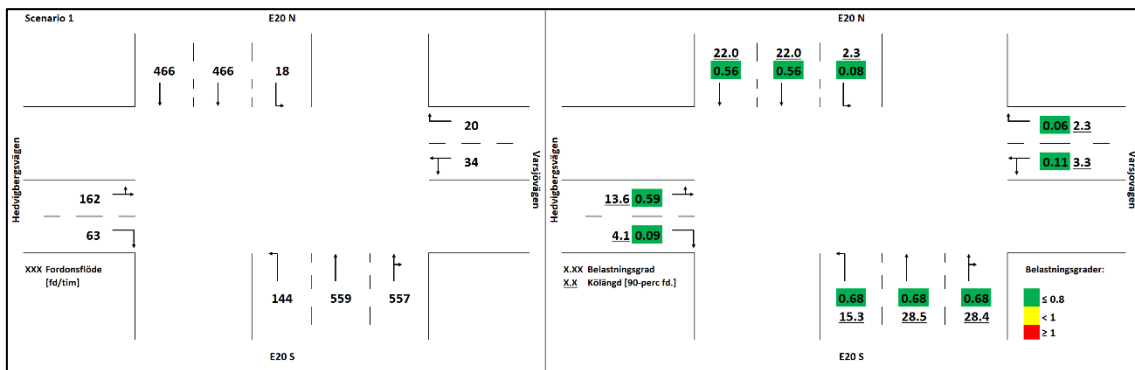 Scenario 1
E20 N
466
466
18
20
34
Hedvigbergsvägen
Varsjövägen
162
63
XXX Fordonsflöde
[fd/tim]
144
559
557
E20 S
E20 N
22.0
22.0
2.3
0.56
0.56
0.08
0.06 2.3
0.11 3.3
Hedvigbergsvägen
Varsjövägen
13.6 0.59
4.1 0.09
X.XX Belastningsgrad
X.X Kölängd [90-perc fd.]
0.68
0.68
0.68
15.3
28.5
28.4
Belastningsgrader:
≤ 0.8
< 1
≥ 1
E20 S